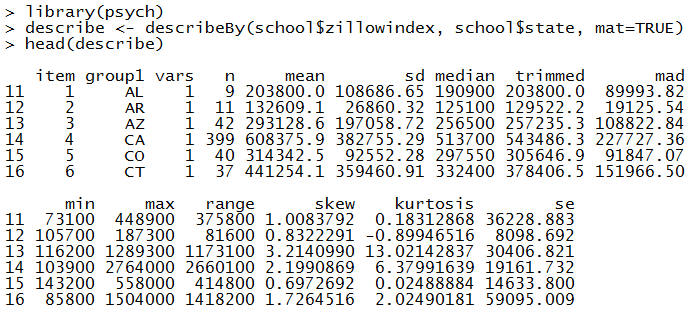 > library(psych)
> describe <- describeBy(school$zillowindex, school$state, mat=TRUE)
> head(describe)
item group1 vars n mean sd median trimmed mad
11 1 AL 1 9 203800.0 108686.65 190900 203800.0 89993.82
12 2 AR 1 11 132609.1 26860.32 125100 129522.2 19125.54
13 3 AZ 1 42 293128.6 197058.72 256500 257235.3 108822.84
14 4 CA 1 399 608375.9 382755.29 513700 543486.3 227727.36
15 5 CO 1 40 314342.5 92552.28 297550 305646.9 91847.07
16 6 CT 1 37 441254.1 359460.91 332400 378406.5 151966.50
min max range skew kurtosis se
11 73100 448900 375800 1.0083792 0.18312868 36228.883
12 105700 187300 81600 0.8322291 -0.89946516 8098.692
13 116200 1289300 1173100 3.2140990 13.02142837 30406.821
14 103900 2764000 2660100 2.1990869 6.37991639 19161.732
15 143200 558000 414800 0.6972692 0.02488884 14633.800
16 85800 1504000 1418200 1.7264516 2.02490181 59095.009